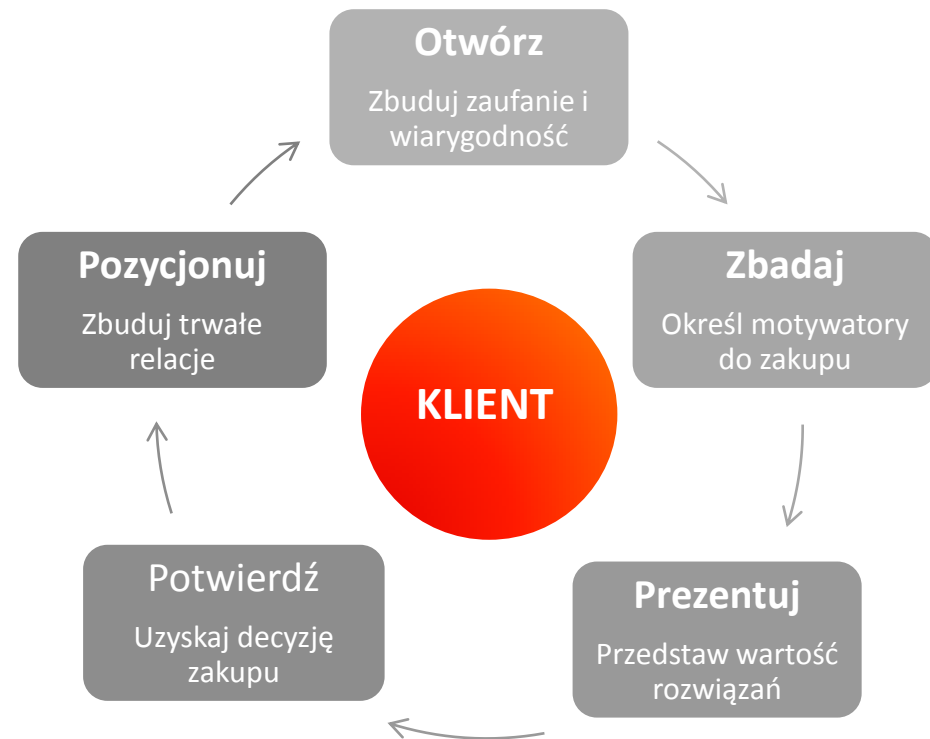 Otwórz
Zbuduj zaufanie i
wiarygodność
Zbadaj
Określ motywatory
do zakupu
Prezentuj
Przedstaw wartość
rozwiązań
Potwierdź
Uzyskaj decyzję
zakupu
Pozycjonuj
Zbuduj trwałe
relacje
KLIENT